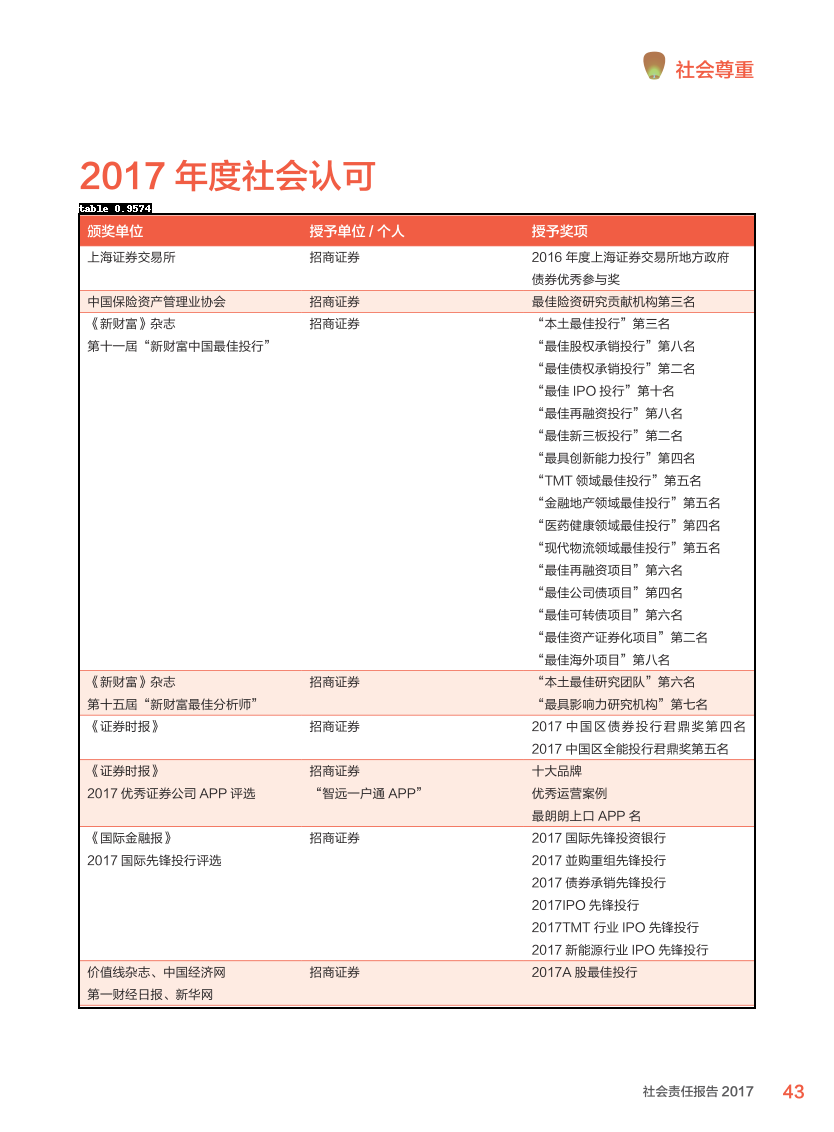 社会尊重
2017 年度社会认可
table 0.9574
颁奖单位 授予单位 / 个人 授予奖项
上海证券交易所 招商证券 2016 年度上海证券交易所地方政府
债券优秀参与奖
中国保险资产管理业协会 招商证券 最佳险资研究贡献机构第三名
《新财富》杂志 招商证券 “本土最佳投行”第三名
第十一届“新财富中国最佳投行” “最佳股权承销投行”第八名
“最佳债权承销投行”第二名
“最佳 IPO 投行”第十名
“最佳再融资投行”第八名
“最佳新三板投行”第二名
“最具创新能力投行”第四名
“TMT 领域最佳投行”第五名
“金融地产领域最佳投行”第五名
“医药健康领域最佳投行”第四名
“现代物流领域最佳投行”第五名
“最佳再融资项目”第六名
“最佳公司债项目”第四名
“最佳可转债项目”第六名
“最佳资产证券化项目”第二名
“最佳海外项目”第八名
《新财富》杂志 招商证券 “本土最佳研究团队”第六名
第十五届“新财富最佳分析师” “最具影响力研究机构”第七名
《证券时报》 招商证券 2017 中国区债券投行君鼎奖第四名
2017 中国区全能投行君鼎奖第五名
《证券时报》 招商证券 十大品牌
2017 优秀证券公司 APP 评选 “智远一户通 APP” 优秀运营案例
最朗朗上口 APP 名
《国际金融报》 招商证券 2017 国际先锋投资银行
2017 国际先锋投行评选 2017 並购重组先锋投行
2017 债券承销先锋投行
2017IPO 先锋投行
2017TMT 行业 IPO 先锋投行
2017 新能源行业 IPO 先锋投行
价值线杂志、中国经济网 招商证券 2017A 股最佳投行
第一财经日报、新华网
社会责任报告 2017 43